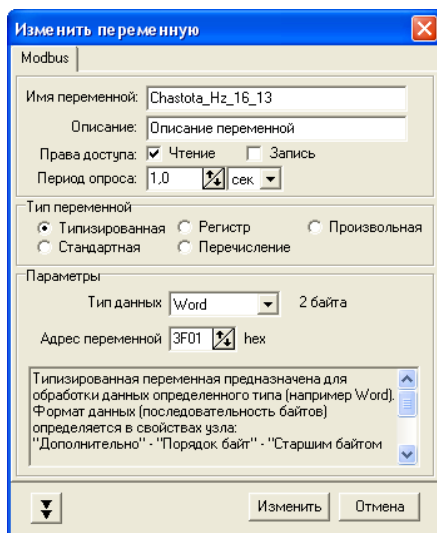 Изменить переменную
Modbus
Имя переменной: Chastota_Hz_16_13
Описание: Описание переменной
Права доступа: Чтение Запись
Период опроса: 1,0 сек
Тип переменной
Типизированная Регистр Произвольная
Стандартная Перечисление
Параметры
Тип данных Word 2 байта
Адрес переменной 3F01 hex
Типизированная переменная предназначена для
обработки данных определенного типа (например Word).
Формат данных (последовательность байтов)
определяется в свойствах узла:
"Дополнительно" - "Порядок байт" - "Старшим байтом
Изменить Отмена